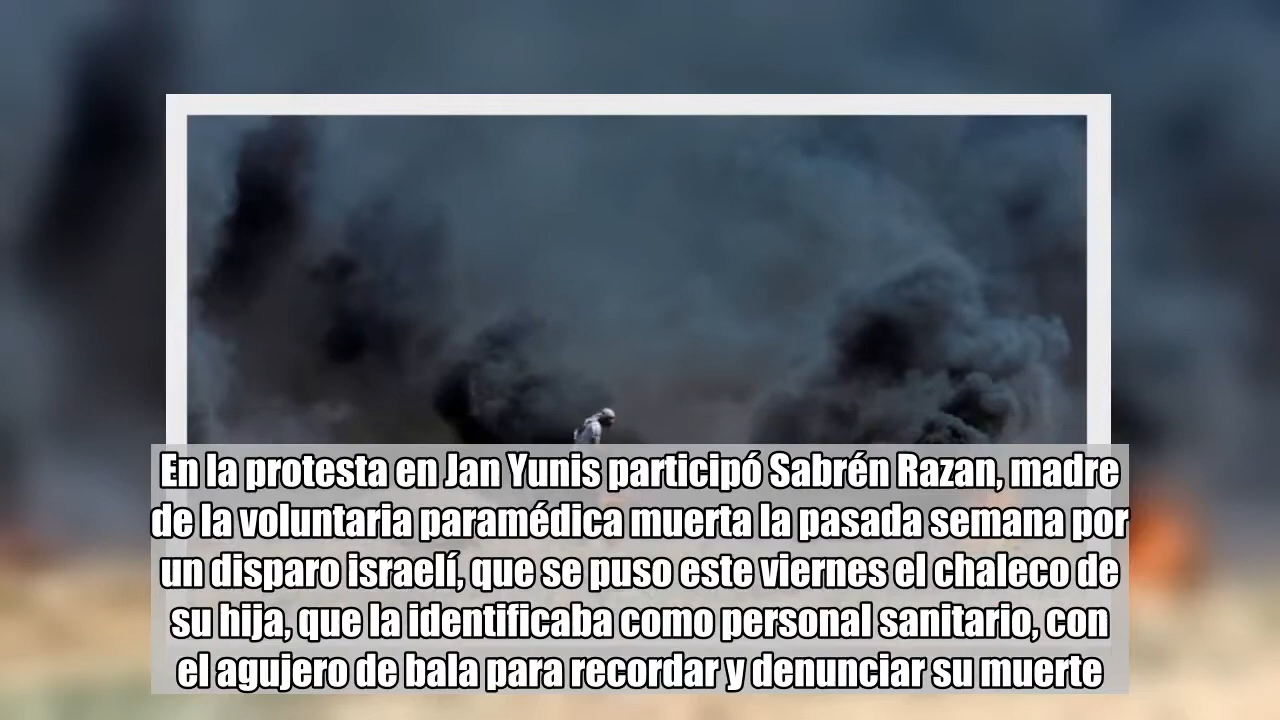 En la protesta en Jan Yunis participó Sabrén Razan, madre
de la voluntaria paramédica muerta la pasada semana por
un disparo israelí, que se puso este viernes el chaleco de
su hija, que la identificaba como personal sanitario, con
el agujero de bala para recordar y denunciar su muerte